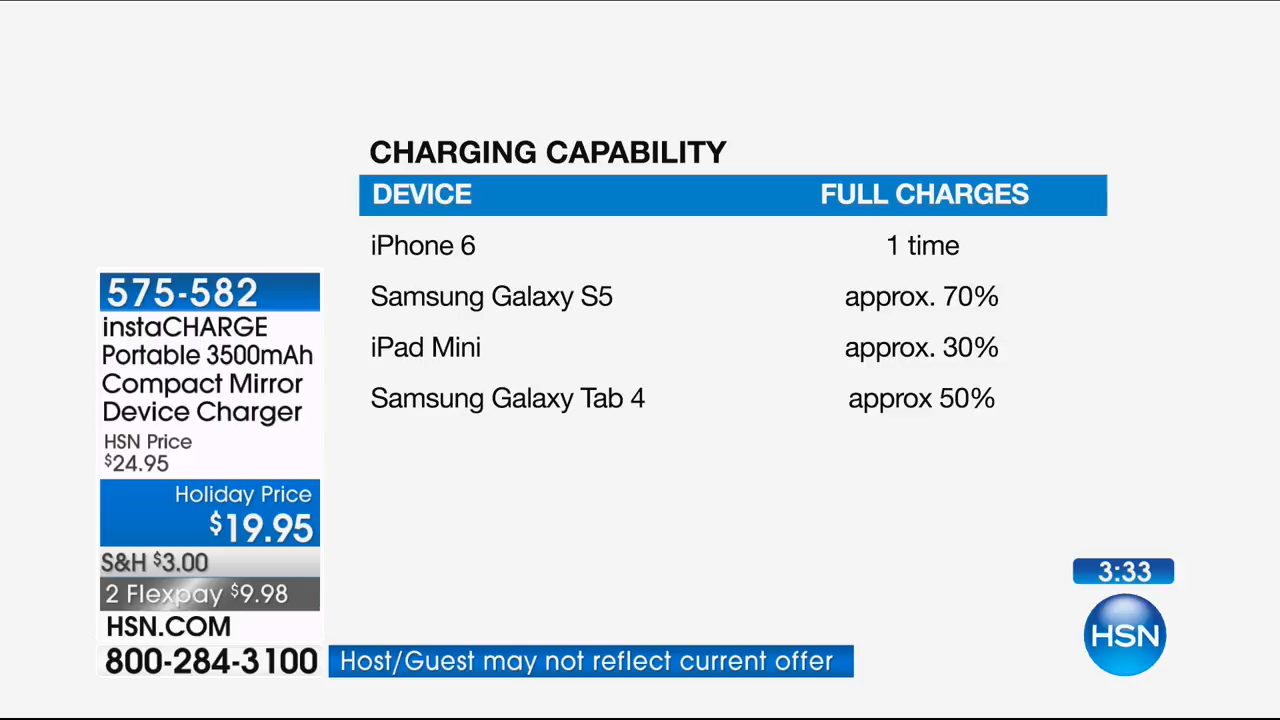 CHARGING CAPABILITY
DEVICE FULL CHARGES
iPhone 6 1 time
Samsung Galaxy S5 approx. 70%
iPad Mini approx. 30%
Samsung Galaxy Tab 4 approx 50%
575-582
instaCHARGE
Portable 3500mAh
Compact Mirror
Device Charger
HSN Price
$24.95
Holiday Price
$19.95
S&H $3.00
2 Flexpay $9.98
HSN.COM
800-284-3100
Host/Guest may not reflect current offer
3:33
HSN